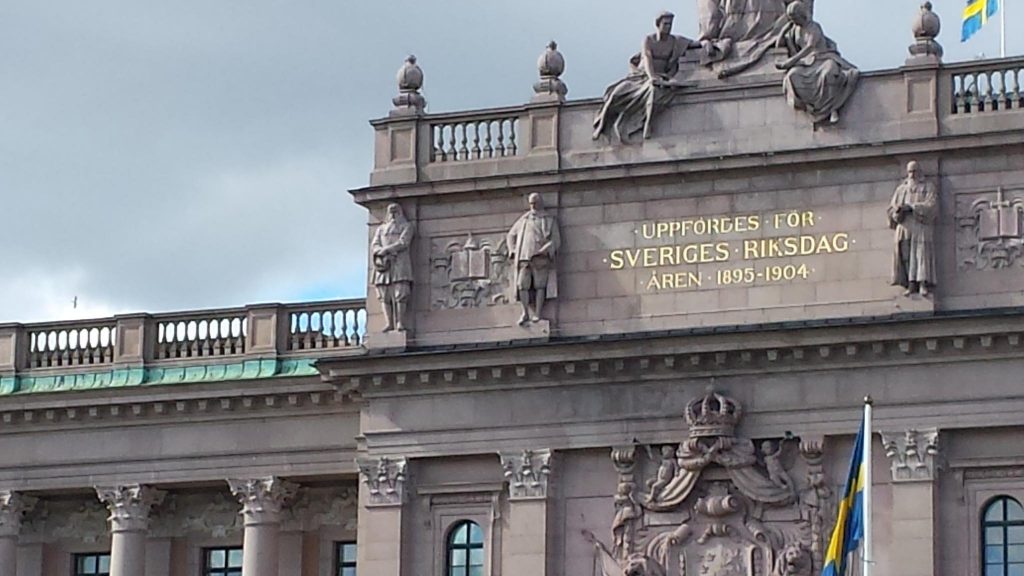 ·UPPFÖRDES·FÖR·
·SVERIGES·RIKSDAG·
·ÅREN·1895-1904·